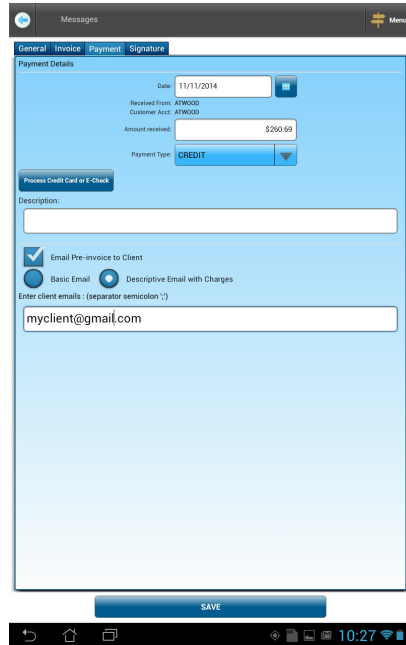 Messages
Menu
General Invoice Payment Signature
Payment Details
Date: 11/11/2014
Received From: ATWOOD
Customer Acct: ATWOOD
Amount received: $260.69
Payment Type: CREDIT
Process Credit Card or E-Check
Description:
Email Pre-invoice to Client
Basic Email Descriptive Email with Charges
Enter client emails : (separator semicolon ';')
myclient@gmail.com
SAVE
10:27